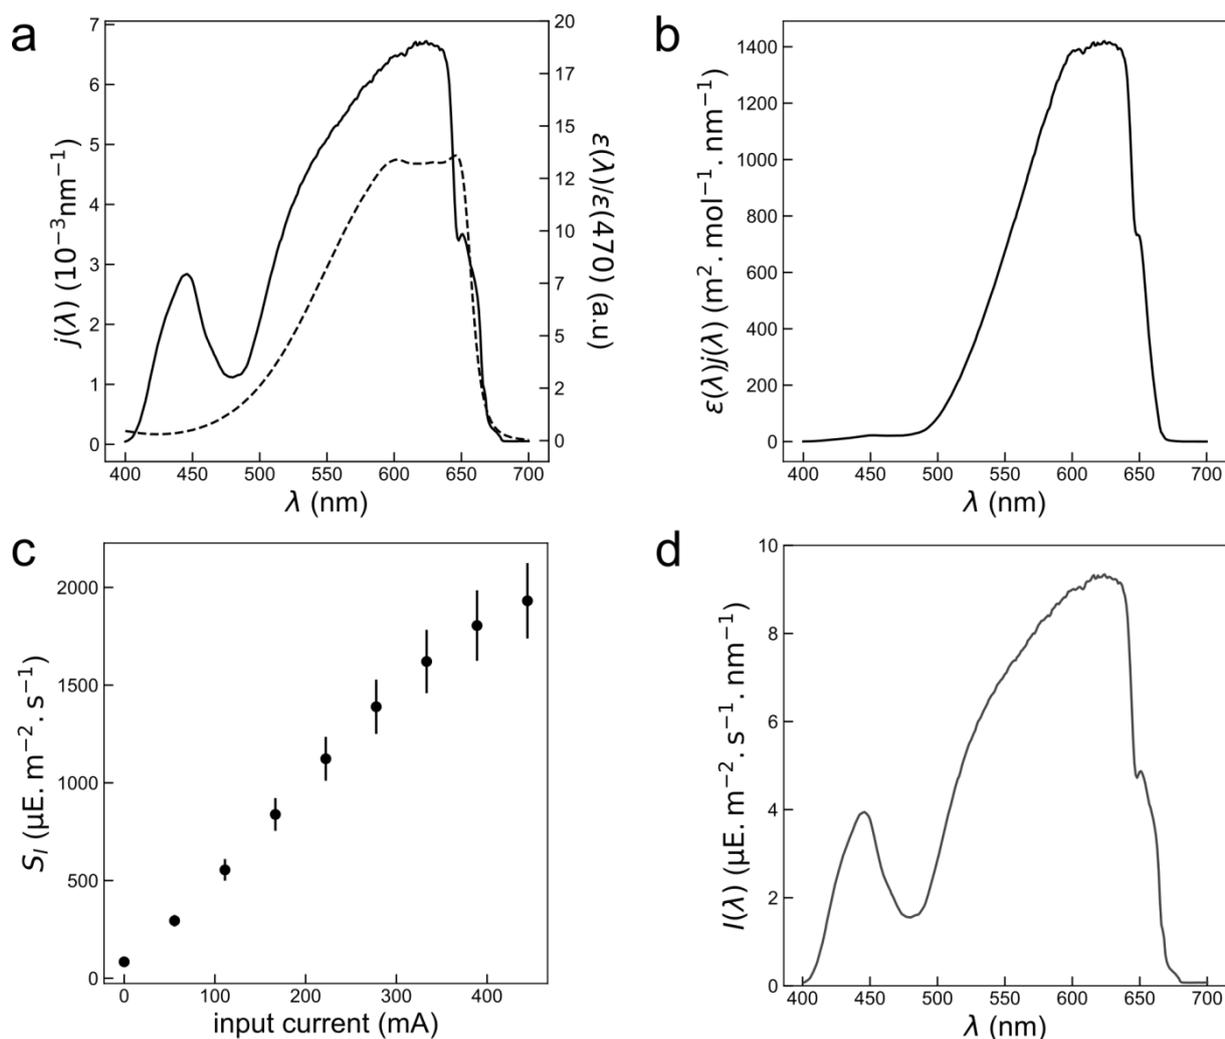 a
7
6
5
4
3
2
1
0
j(λ) (10⁻³nm⁻¹)
20
17
15
12
10
7
5
2
0
ε(λ)/ε(470) (a.u)
400 450 500 550 600 650 700
λ (nm)
b
1400
1200
1000
800
600
400
200
0
ε(λ)j(λ) (m². mol⁻¹. nm⁻¹)
400 450 500 550 600 650 700
λ (nm)
c
2000
1500
1000
500
0
S_I (µE. m⁻². s⁻¹)
0 100 200 300 400
input current (mA)
d
10
8
6
4
2
0
I(λ) (µE. m⁻². s⁻¹. nm⁻¹)
400 450 500 550 600 650 700
λ (nm)